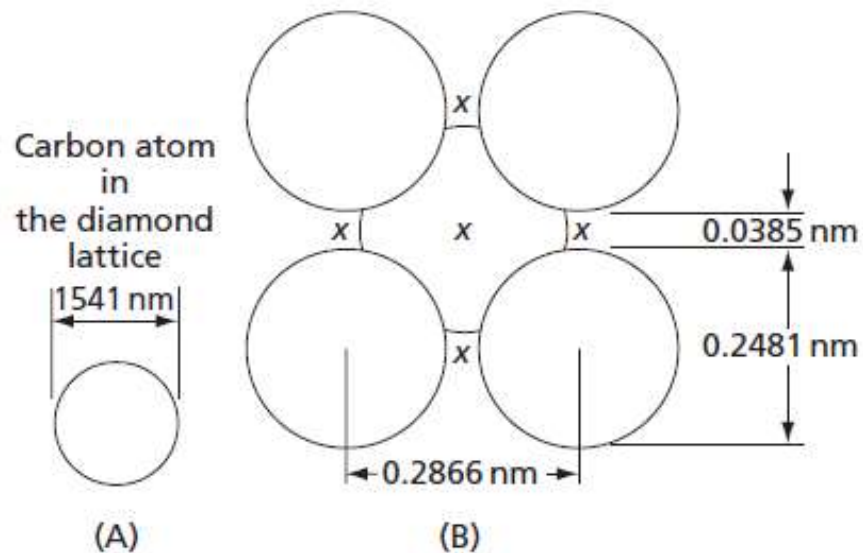 x
Carbon atom
in
the diamond
lattice
1541 nm
x
x
x
0.0385 nm
0.2481 nm
x
0.2866 nm
(A)
(B)